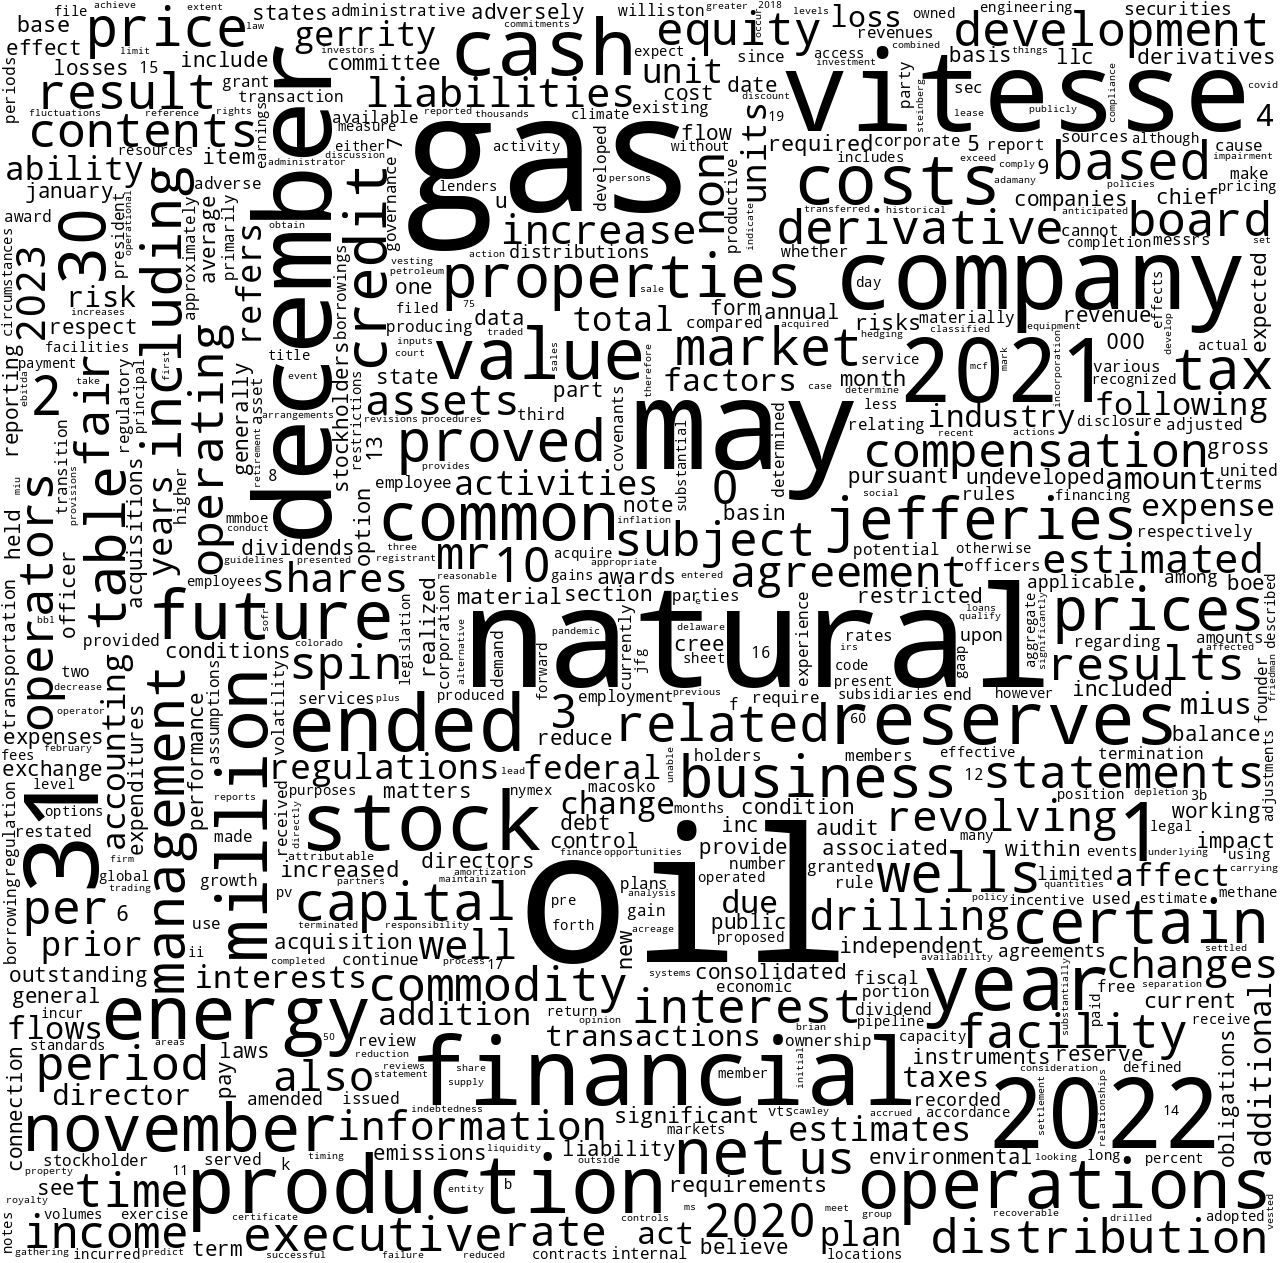 file
achieve
extent
base
price
law
states
administrative
adversely
commitments
williston
greater
2018
levels
owned
engineering
securities
gerrity
cash
equity
loss
revenues
development
effect
include
limit
investors
committee
expect
unit
since
access
combined
investment
basis
llc
things
derivatives
losses
15
result
grant
transaction
liabilities
cost
date
discount
party
vitesse
sec
covid
periods
fluctuations
reference
rights
available
reported
thousands
climate
existing
19
steinberg
lease
publicly
compliance
4
contents
measure
gas
flow
units
required
corporate
5
report
sources
although
cause
resources
earnings
either
activity
without
includes
exceed
comply
9
based
impairment
ability
item
administrator
discussion
7
developed
non
costs
policies
make
january
adverse
december
credit
lenders
persons
adamany
companies
chief
pricing
award
30
president
operational
including
approximately
average
primarily
refers
obtain
governance
u
increase
productive
indicate
transferred
historical
derivative
anticipated
board
cannot
completion
messrs
set
circumstances
2023
vesting
action
distributions
whether
petroleum
properties
company
risk
increases
borrowings
one
sale
day
effects
expected
respect
filed
75
form
annual
materially
revenue
facilities
operating
producing
data
total
compared
acquired
risks
classified
equipment
000
develop
actual
reporting
payment
first
title
inputs
court
traded
value
sales
market
hedging
2021
mcf
mark
incorporation
various
tax
2
take
ebitda
fair
regulatory
principal
years
asset
event
stockholders
state
part
therefore
factors
case
month
service
determine
less
recognized
following
table
generally
arrangements
restrictions
assets
third
may
relating
industry
disclosure
adjusted
transition
provisions
retirement
13
revisions
procedures
proved
covenants
determined
recent
actions
compensation
gross
held
miu
operators
acquisitions
higher
8
provides
substantial
pursuant
undeveloped
amount
united
terms
mmboe
conduct
option
employee
activities
0
social
rules
financing
expense
common
note
basin
jefferies
respectively
dividends
three
registrant
mr
10
inflation
subject
potential
otherwise
estimated
officer
guidelines
presented
employees
shares
reasonable
acquire
appropriate
gains
awards
entered
agreement
officers
applicable
among
boe
transportation
bbl
future
sofr
colorado
legislation
realized
material
section
parties
e
restricted
loans
qualify
prices
described
provided
conditions
corporation
alternative
natural
pandemic
delaware
cree
experience
rates
irs
upon
gaap
aggregate
significantly
regarding
amounts
affected
spin
demand
forward
currently
jfg
sheet
16
code
results
two
decrease
accounting
assumptions
services
plus
produced
employment
previous
present
subsidiaries
end
however
included
founder
friedman
operator
management
million
volatility
ended
3
f
require
60
reserves
mius
expenses
february
expenditures
performance
reduce
related
balance
fees
exchange
regulations
lead
federal
unable
holders
members
effective
termination
level
reports
received
purposes
matters
nymex
macosko
business
12
statements
adjustments
options
31
directly
stock
change
months
condition
position
depletion
3b
working
regulation
restated
made
debt
control
inc
audit
revolving
1
legal
impact
firm
attributable
directors
finance
opportunities
provide
associated
many
within
events
underlying
using
global
trading
growth
increased
amortization
maintain
plans
number
granted
wells
limited
affect
carrying
borrowing
per
6
pv
partners
capital
pre
analysis
operated
rule
policy
quantities
methane
use
gain
due
incentive
used
estimate
prior
ii
terminated
responsibility
forth
oil
acreage
public
drilling
certain
acquisition
well
new
proposed
independent
agreements
settled
outstanding
completed
continue
process
17
availability
interests
commodity
systems
consolidated
fiscal
year
changes
general
economic
portion
substantially
free
separation
incur
energy
addition
return
interest
dividend
paid
current
flows
opinion
brian
pipeline
receive
standards
areas
50
review
transactions
ownership
capacity
facility
additional
connection
period
laws
reduction
reviews
financial
instruments
reserve
pay
also
statement
share
supply
member
initial
taxes
consideration
defined
director
amended
issued
recorded
2022
settlement
relationships
14
obligations
november
information
indebtedness
significant
vts
cawley
accrued
accordance
markets
estimates
stockholder
served
k
timing
emissions
liquidity
liability
net
us
environmental
looking
long
percent
property
11
outside
see
time
production
entity
b
requirements
operations
royalty
volumes
exercise
ms
meet
group
recoverable
drilled
adopted
vested
notes
income
certificate
executive
rate
controls
act
2020
plan
distribution
gathering
incurred
predict
term
successful
failure
reduced
contracts
internal
believe
locations